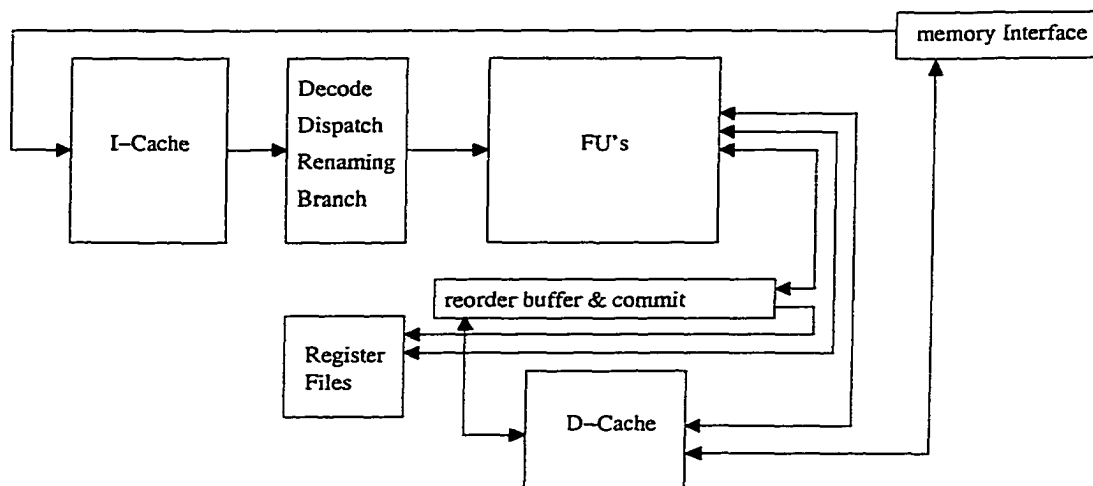 memory Interface
I-Cache
Decode
Dispatch
Renaming
Branch
FU's
reorder buffer & commit
Register
Files
D-Cache